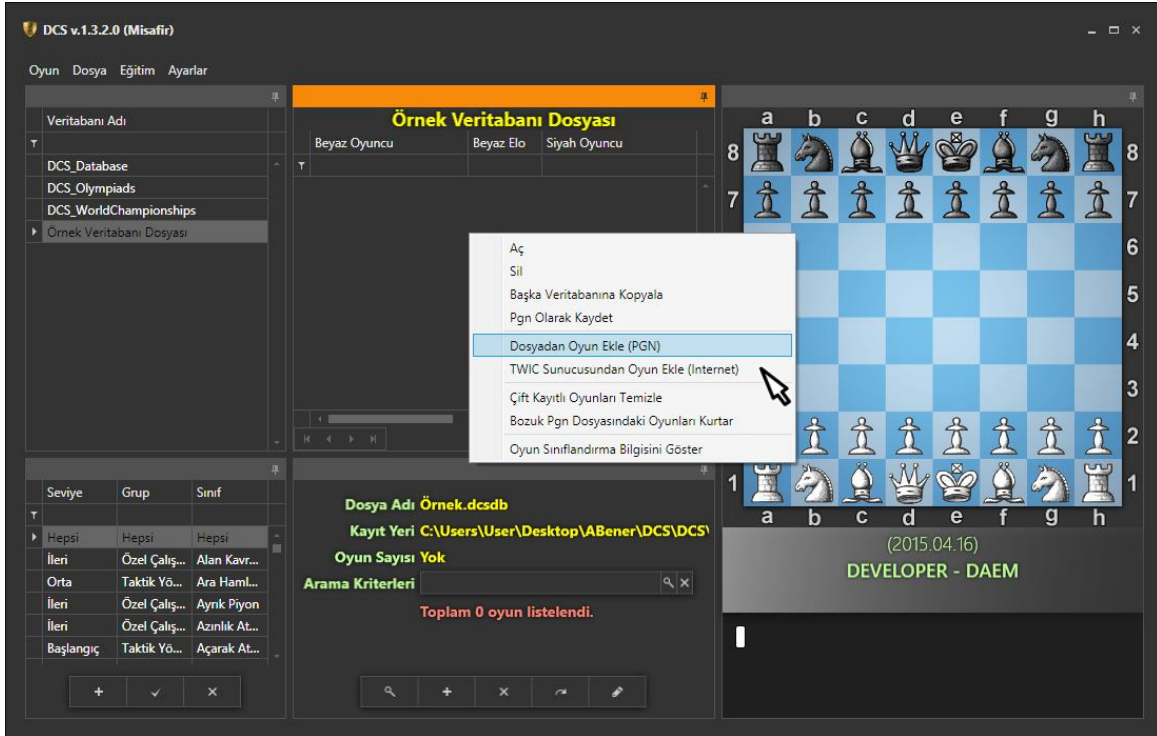 DCS v.1.3.2.0 (Misafir)
Oyun Dosya Eğitim Ayarlar
Veritabanı Adı
DCS_Database
DCS_Olympiads
DCS_WorldChampionships
Örnek Veritabanı Dosyası
Örnek Veritabanı Dosyası
Beyaz Oyuncu Beyaz Elo Siyah Oyuncu
Aç
Sil
Başka Veritabanına Kopyala
Pgn Olarak Kaydet
Dosyadan Oyun Ekle (PGN)
TWIC Sunucusundan Oyun Ekle (Internet)
Çift Kayıtlı Oyunları Temizle
Bozuk Pgn Dosyasındaki Oyunları Kurtar
Oyun Sınıflandırma Bilgisini Göster
a b c d e f g h
8 8
7 7
6
5
4
3
2
1 1
a b c d e f g h
Seviye Grup Sınıf
Hepsi Hepsi Hepsi
İleri Özel Çalış... Alan Kavr...
Orta Taktik Yö... Ara Haml...
İleri Özel Çalış... Ayrık Piyon
İleri Özel Çalış... Azınlık At...
Başlangıç Taktik Yö... Açarak At...
Dosya Adı Örnek.dcsdb
Kayıt Yeri C:\Users\User\Desktop\ABener\DCS\DCS\
Oyun Sayısı Yok
Arama Kriterleri
Toplam 0 oyun listelendi.
(2015.04.16)
DEVELOPER - DAEM